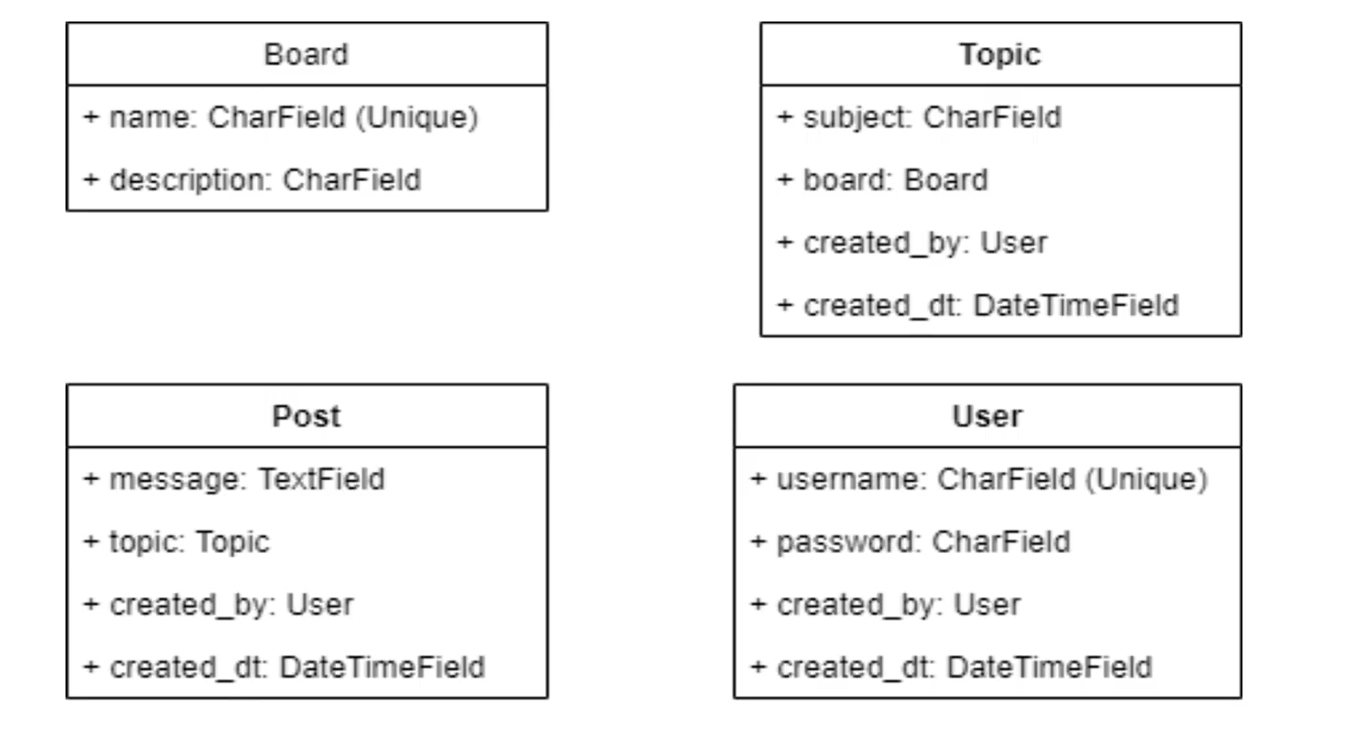 Board
+ name: CharField (Unique)
+ description: CharField
Topic
+ subject: CharField
+ board: Board
+ created_by: User
+ created_dt: DateTimeField
Post
+ message: TextField
+ topic: Topic
+ created_by: User
+ created_dt: DateTimeField
User
+ username: CharField (Unique)
+ password: CharField
+ created_by: User
+ created_dt: DateTimeField